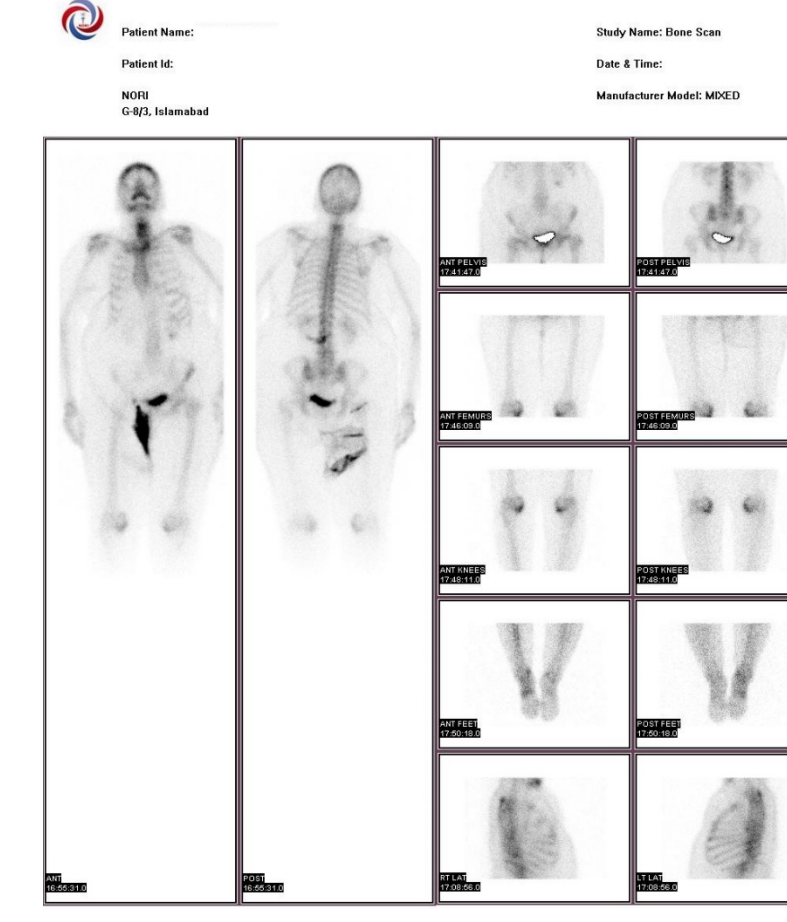 Patient Name:
Study Name: Bone Scan
Patient Id:
Date & Time:
NORI
Manufacturer Model: MIXED
G-8/3, Islamabad
ANT PELVIS
17:41:47.0
POST PELVIS
17:41:47.0
ANT FEMURS
17:46:09.0
POST FEMURS
17:46:09.0
ANT KNEES
17:48:11.0
POST KNEES
17:48:11.0
ANT FEET
17:50:18.0
POST FEET
17:50:18.0
ANT
16:55:31.0
POST
16:55:31.0
RT LAT
17:08:56.0
LT LAT
17:08:56.0